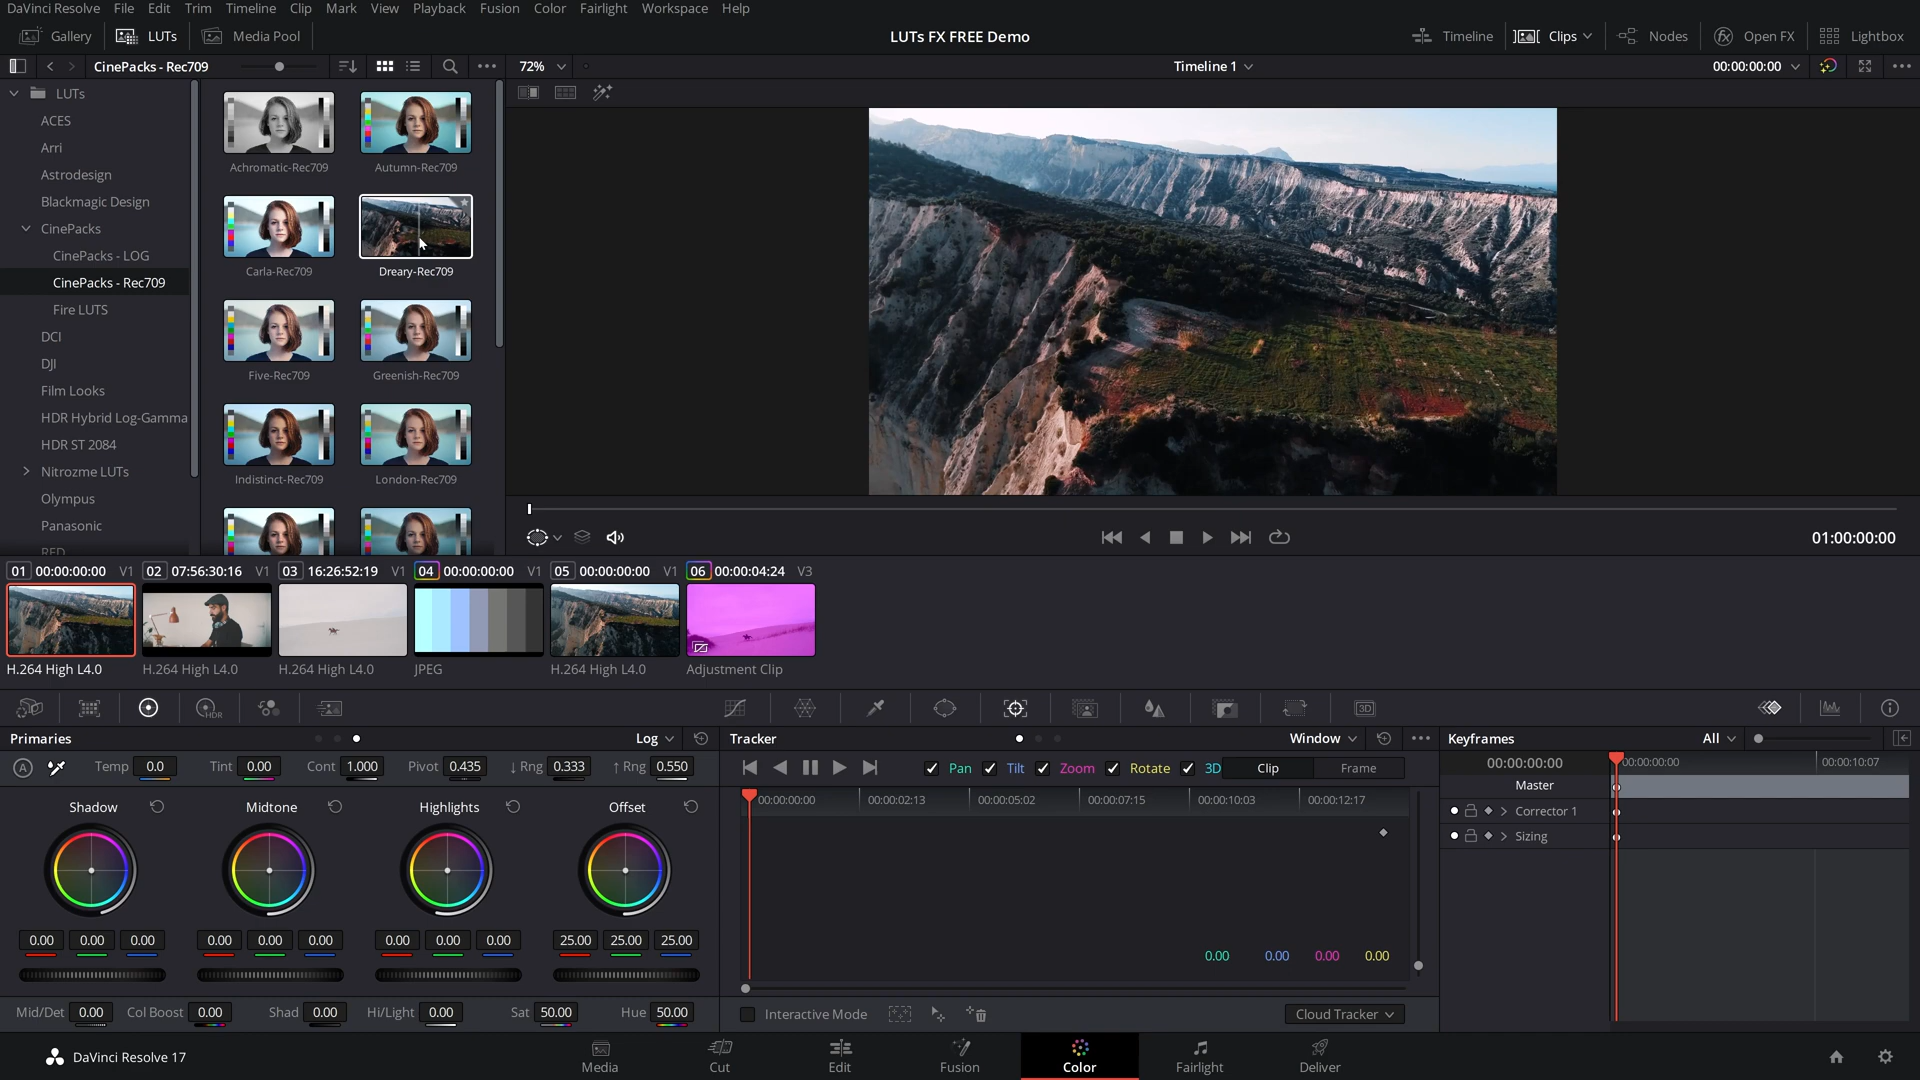 DaVinci Resolve File Edit Trim Timeline Clip Mark View Playback Fusion Color Fairlight Workspace Help
Gallery LUTs Media Pool LUTs FX FREE Demo Timeline Clips Nodes Open FX Lightbox
CinePacks - Rec709 72% Timeline 1 00:00:00:00
LUTs
ACES
Arri
Astrodesign
Blackmagic Design
CinePacks
CinePacks - LOG
CinePacks - Rec709
Fire LUTS
DCI
DJI
Film Looks
HDR Hybrid Log-Gamma
HDR ST 2084
Nitrozme LUTs
Olympus
Panasonic
RED
Achromatic-Rec709 Autumn-Rec709
Carla-Rec709 Dreary-Rec709
Five-Rec709 Greenish-Rec709
Indistinct-Rec709 London-Rec709
01:00:00:00
01 00:00:00:00 V1 02 07:56:30:16 V1 03 16:26:52:19 V1 04 00:00:00:00 V1 05 00:00:00:00 V1 06 00:00:04:24 V3
H.264 High L4.0 H.264 High L4.0 H.264 High L4.0 JPEG H.264 High L4.0 Adjustment Clip
HDR 3D
Primaries Log
A Temp 0.0 Tint 0.00 Cont 1.000 Pivot 0.435 ↓ Rng 0.333 ↑ Rng 0.550
Shadow Midtone Highlights Offset
0.00 0.00 0.00 0.00 0.00 0.00 0.00 0.00 0.00 25.00 25.00 25.00
Mid/Det 0.00 Col Boost 0.00 Shad 0.00 Hi/Light 0.00 Sat 50.00 Hue 50.00
Tracker Window
Pan Tilt Zoom Rotate 3D Clip Frame
00:00:00:00 00:00:02:13 00:00:05:02 00:00:07:15 00:00:10:03 00:00:12:17
0.00 0.00 0.00 0.00
Interactive Mode Cloud Tracker
Keyframes All
00:00:00:00 00:00:00:00 00:00:10:07
Master
Corrector 1
Sizing
DaVinci Resolve 17 Media Cut Edit Fusion Color Fairlight Deliver